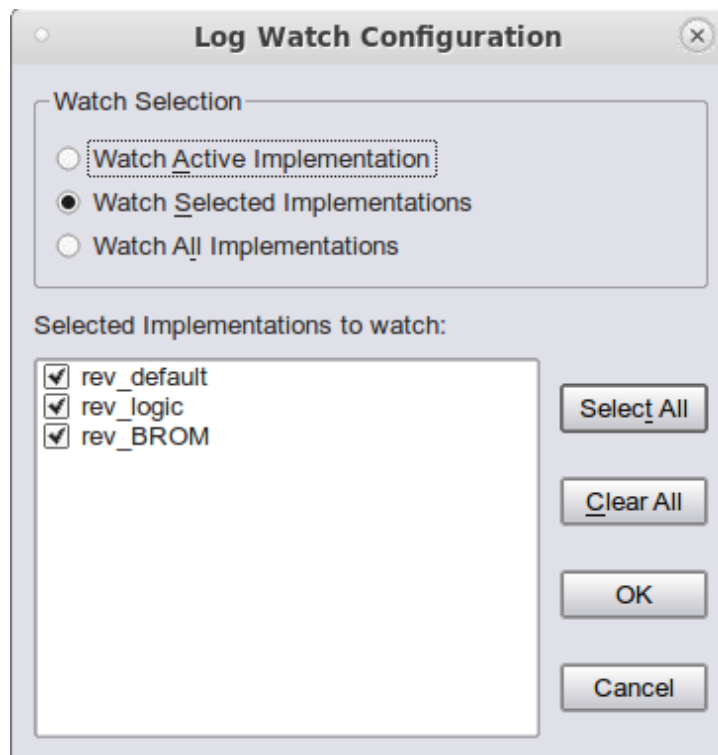 Log Watch Configuration
Watch Selection
Watch Active Implementation
Watch Selected Implementations
Watch All Implementations
Selected Implementations to watch:
rev_default
rev_logic
rev_BROM
Select All
Clear All
OK
Cancel